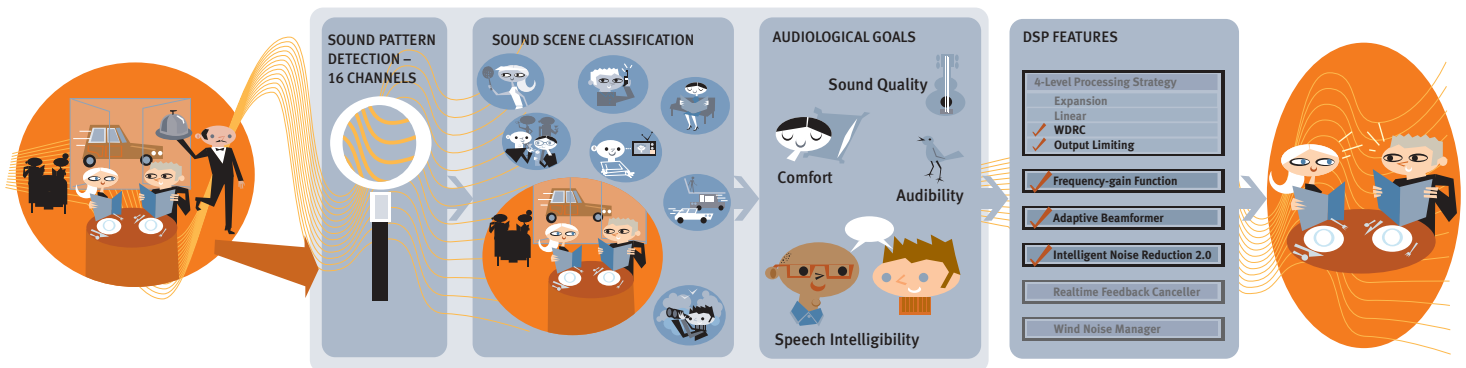 SOUND PATTERN
DETECTION –
16 CHANNELS
SOUND SCENE CLASSIFICATION
AUDIOLOGICAL GOALS
Sound Quality
Comfort
Audibility
Speech Intelligibility
DSP FEATURES
4-Level Processing Strategy
Expansion
Linear
WDRC
Output Limiting
Frequency-gain Function
Adaptive Beamformer
Intelligent Noise Reduction 2.0
Realtime Feedback Canceller
Wind Noise Manager